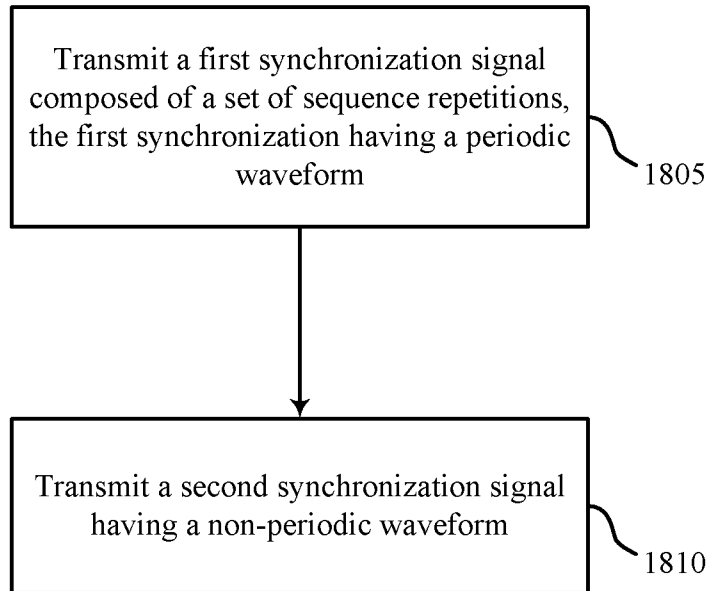 Transmit a first synchronization signal
composed of a set of sequence repetitions,
the first synchronization having a periodic
waveform
1805
Transmit a second synchronization signal
having a non-periodic waveform
1810